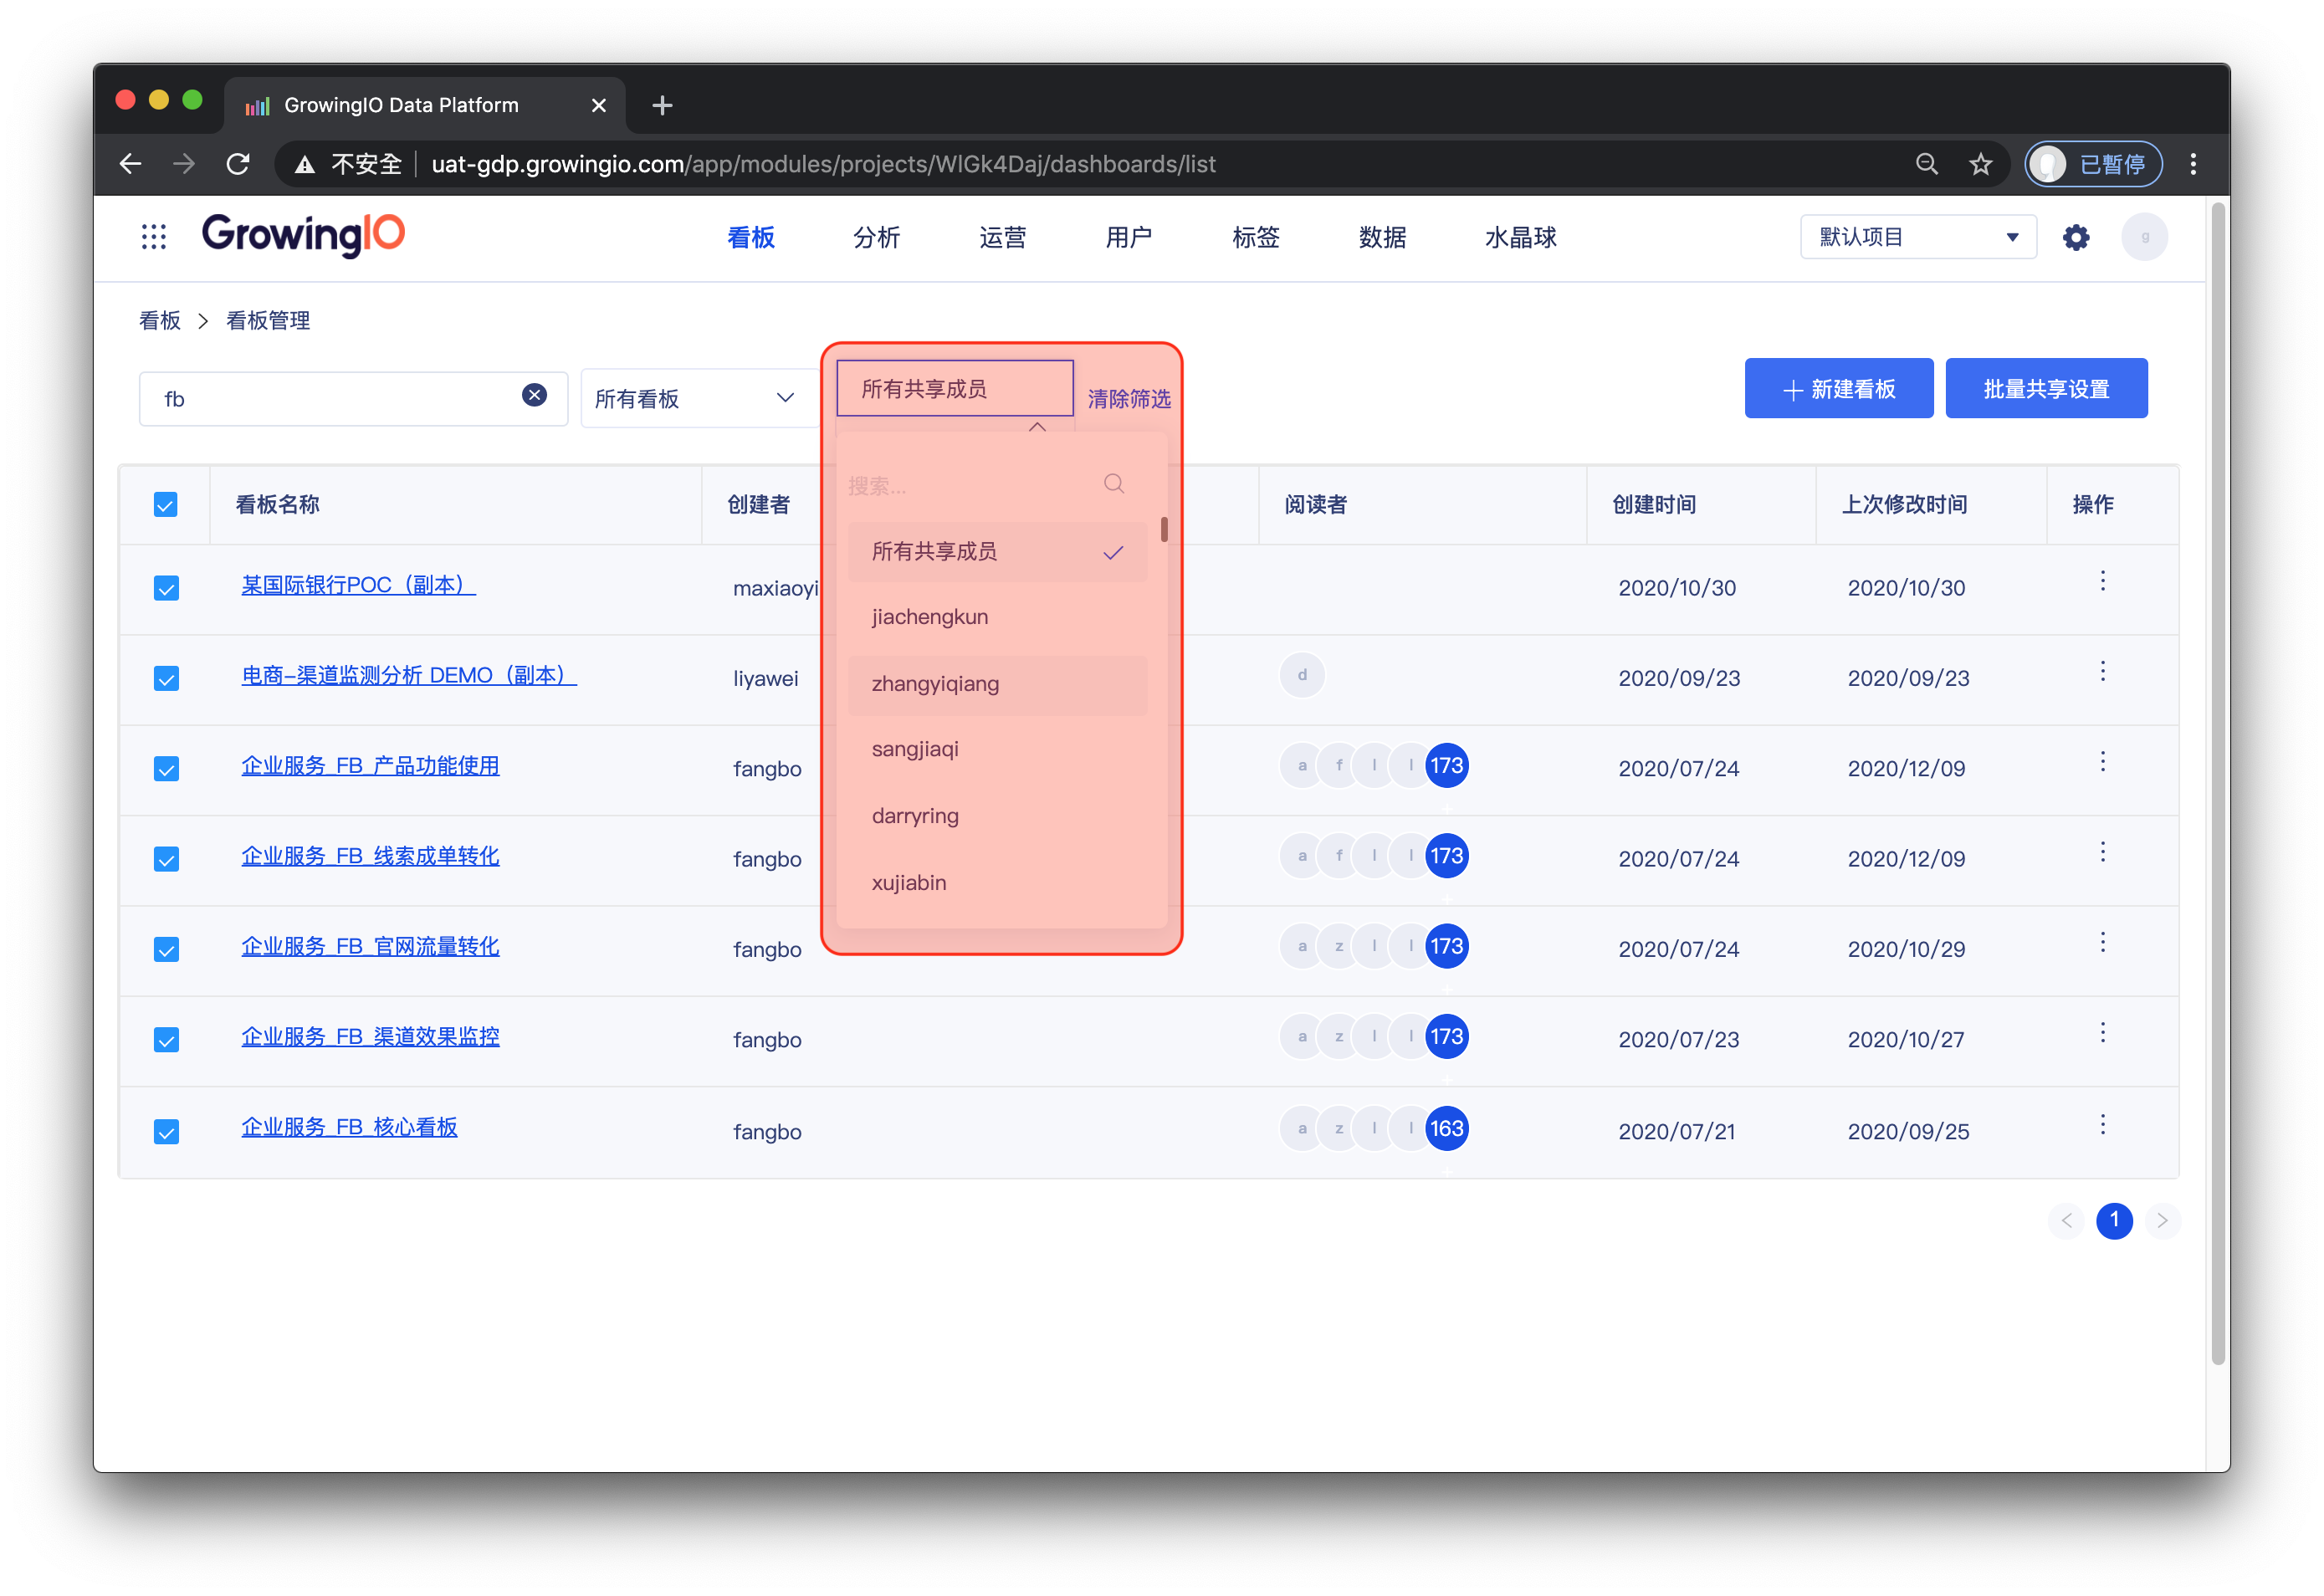 GrowingIO Data Platform
不安全 uat-gdp.growingio.com/app/modules/projects/WlGk4Daj/dashboards/list 已暂停
GrowingIO 看板 分析 运营 用户 标签 数据 水晶球 默认项目 g
看板 > 看板管理
fb 所有看板 所有共享成员 清除筛选 新建看板 批量共享设置
搜索...
所有共享成员
jiachengkun
zhangyiqiang
sangjiaqi
darryring
xujiabin
看板名称 创建者 阅读者 创建时间 上次修改时间 操作
某国际银行POC（副本） maxiaoyi 2020/10/30 2020/10/30
电商-渠道监测分析 DEMO（副本） liyawei d 2020/09/23 2020/09/23
企业服务_FB_产品功能使用 fangbo a f l l 173 + 2020/07/24 2020/12/09
企业服务_FB_线索成单转化 fangbo a f l l 173 + 2020/07/24 2020/12/09
企业服务_FB_官网流量转化 fangbo a z l l 173 + 2020/07/24 2020/10/29
企业服务_FB_渠道效果监控 fangbo a z l l 173 + 2020/07/23 2020/10/27
企业服务_FB_核心看板 fangbo a z l l 163 + 2020/07/21 2020/09/25
1